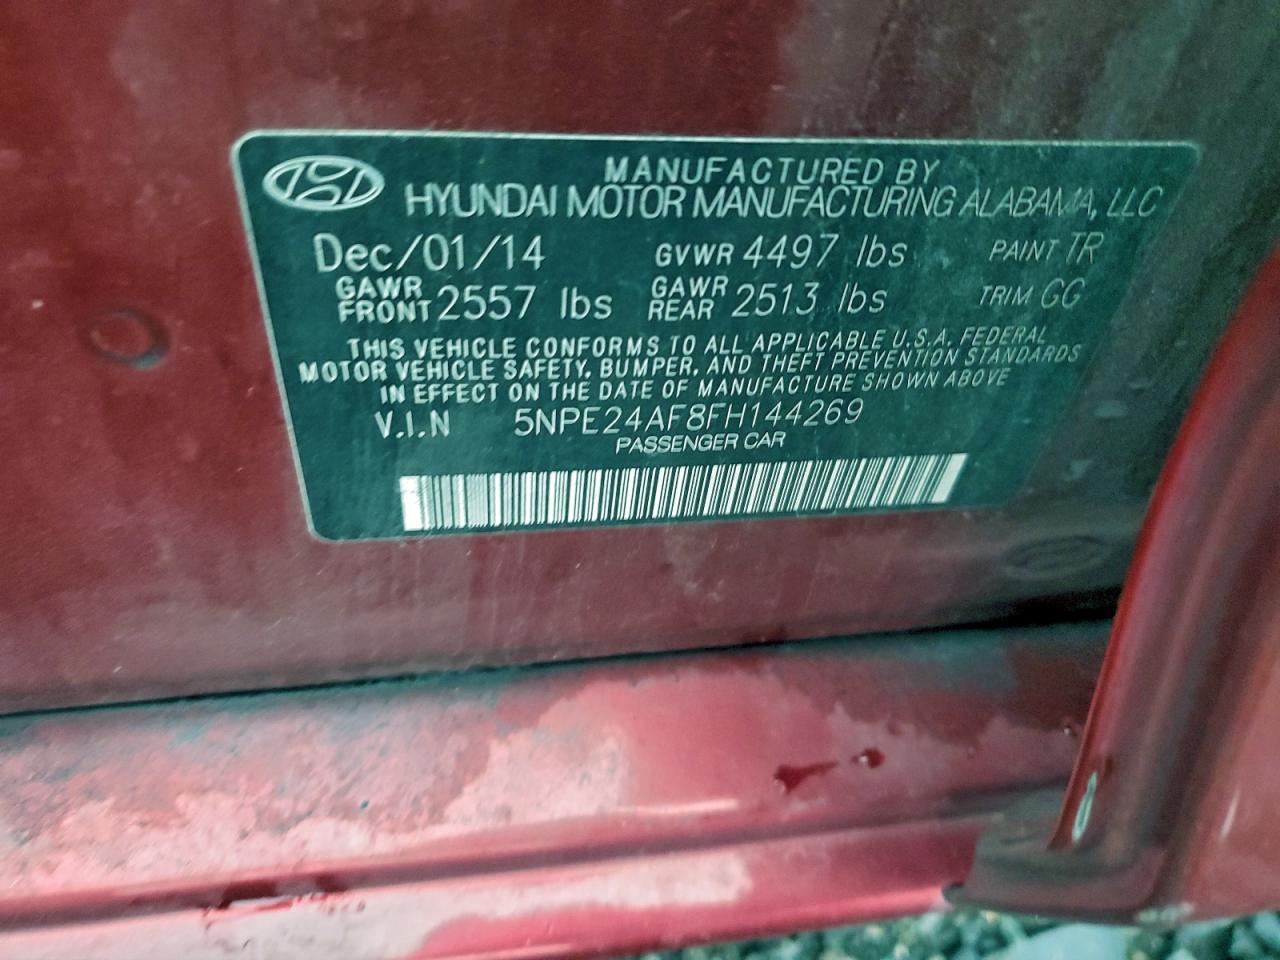 MANUFACTURED BY
HYUNDAI MOTOR MANUFACTURING ALABAMA, LLC
Dec/01/14 GVWR 4497 lbs PAINT TR
GAWR FRONT 2557 lbs GAWR REAR 2513 lbs TRIM GG
THIS VEHICLE CONFORMS TO ALL APPLICABLE U.S.A. FEDERAL
MOTOR VEHICLE SAFETY, BUMPER, AND THEFT PREVENTION STANDARDS
IN EFFECT ON THE DATE OF MANUFACTURE SHOWN ABOVE
V.I.N 5NPE24AF8FH144269
PASSENGER CAR